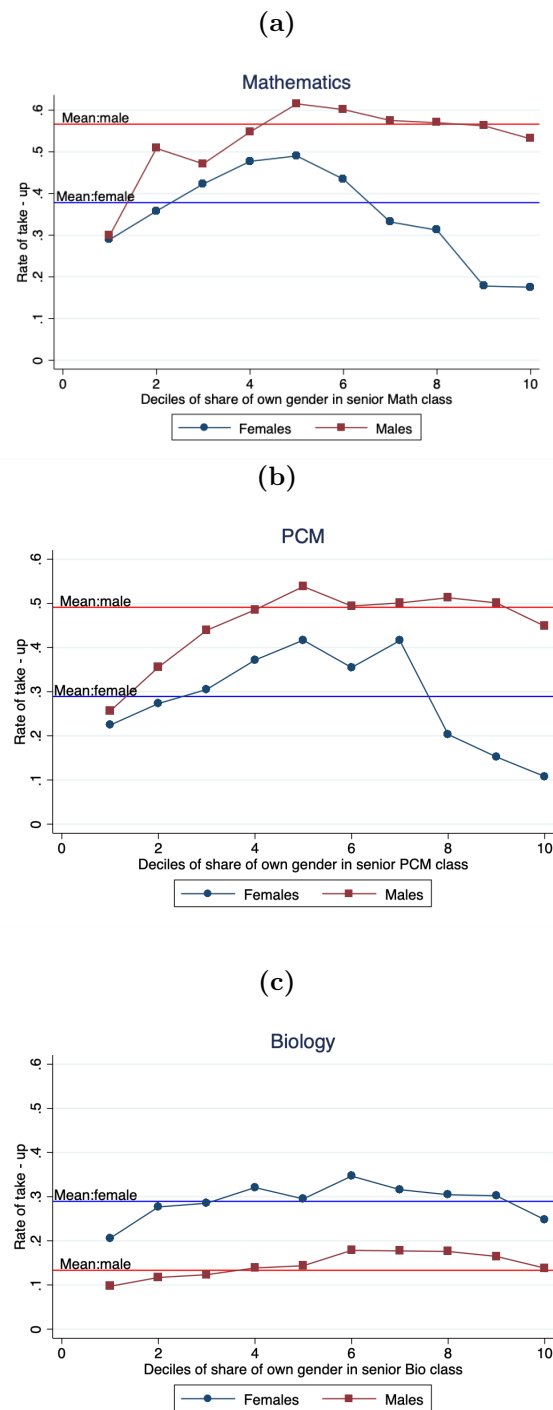 (a)
Mathematics
Rate of take - up
.6
.5
.4
.3
.2
.1
0
Mean:male
Mean:female
0 2 4 6 8 10
Deciles of share of own gender in senior Math class
Females Males
(b)
PCM
Rate of take - up
.6
.5
.4
.3
.2
.1
0
Mean:male
Mean:female
0 2 4 6 8 10
Deciles of share of own gender in senior PCM class
Females Males
(c)
Biology
Rate of take - up
.6
.5
.4
.3
.2
.1
0
Mean:female
Mean:male
0 2 4 6 8 10
Deciles of share of own gender in senior Bio class
Females Males